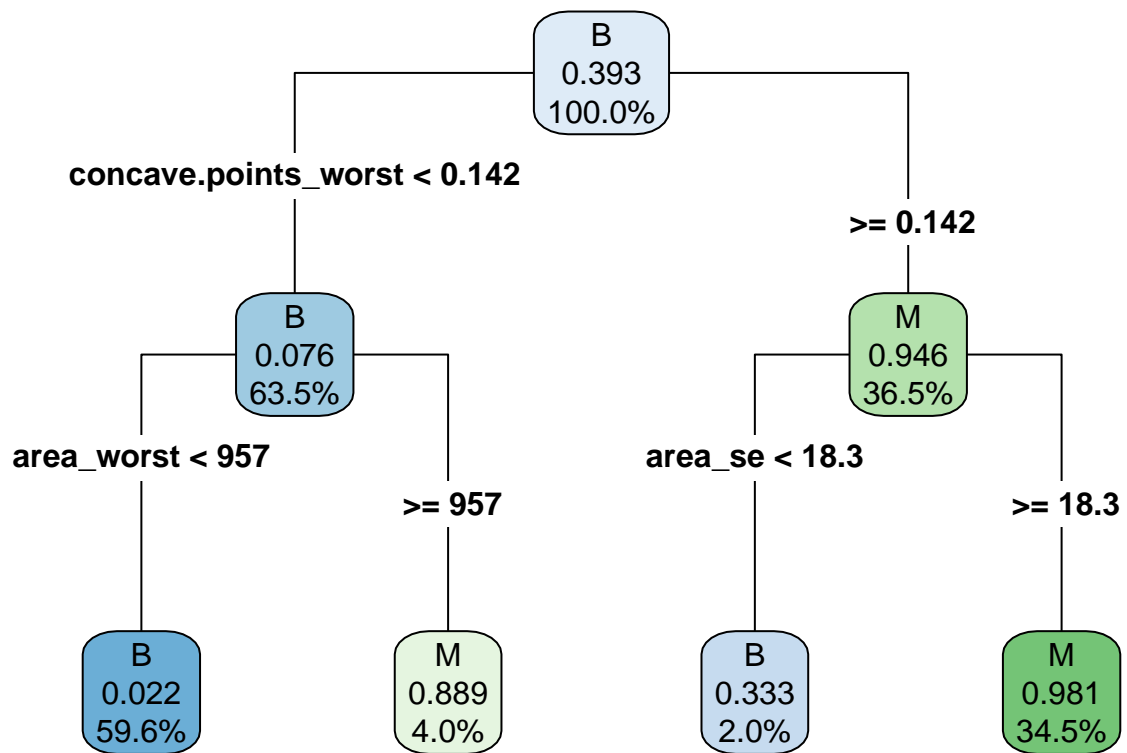 B
0.393
100.0%
concave.points_worst < 0.142
>= 0.142
B
0.076
63.5%
M
0.946
36.5%
area_worst < 957
>= 957
area_se < 18.3
>= 18.3
B
0.022
59.6%
M
0.889
4.0%
B
0.333
2.0%
M
0.981
34.5%